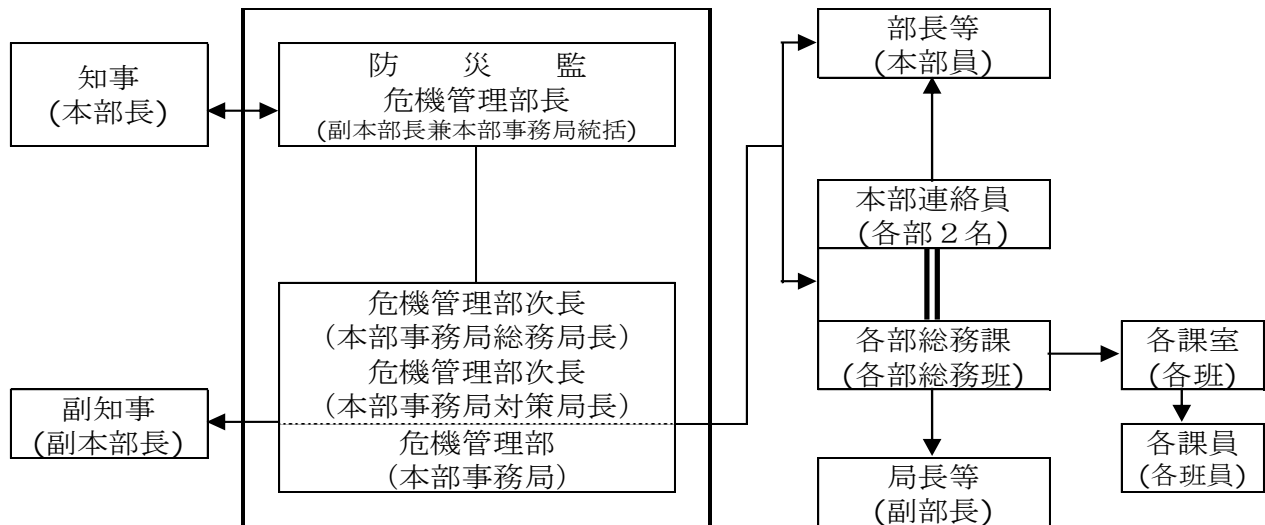 知事
(本部長)
防　災　監
危機管理部長
(副本部長兼本部事務局統括)
部長等
(本部員)
本部連絡員
(各部２名)
危機管理部次長
(本部事務局総務局長)
危機管理部次長
(本部事務局対策局長)
危機管理部
(本部事務局)
副知事
(副本部長)
各部総務課
(各部総務班)
各課室
(各班)
各課員
(各班員)
局長等
(副部長)